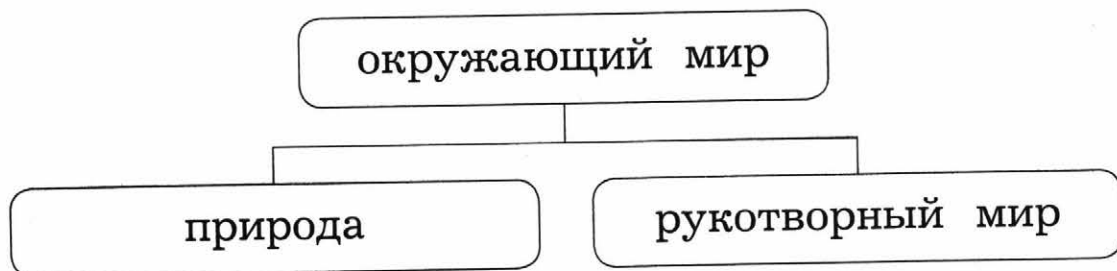 окружающий мир
природа
рукотворный мир